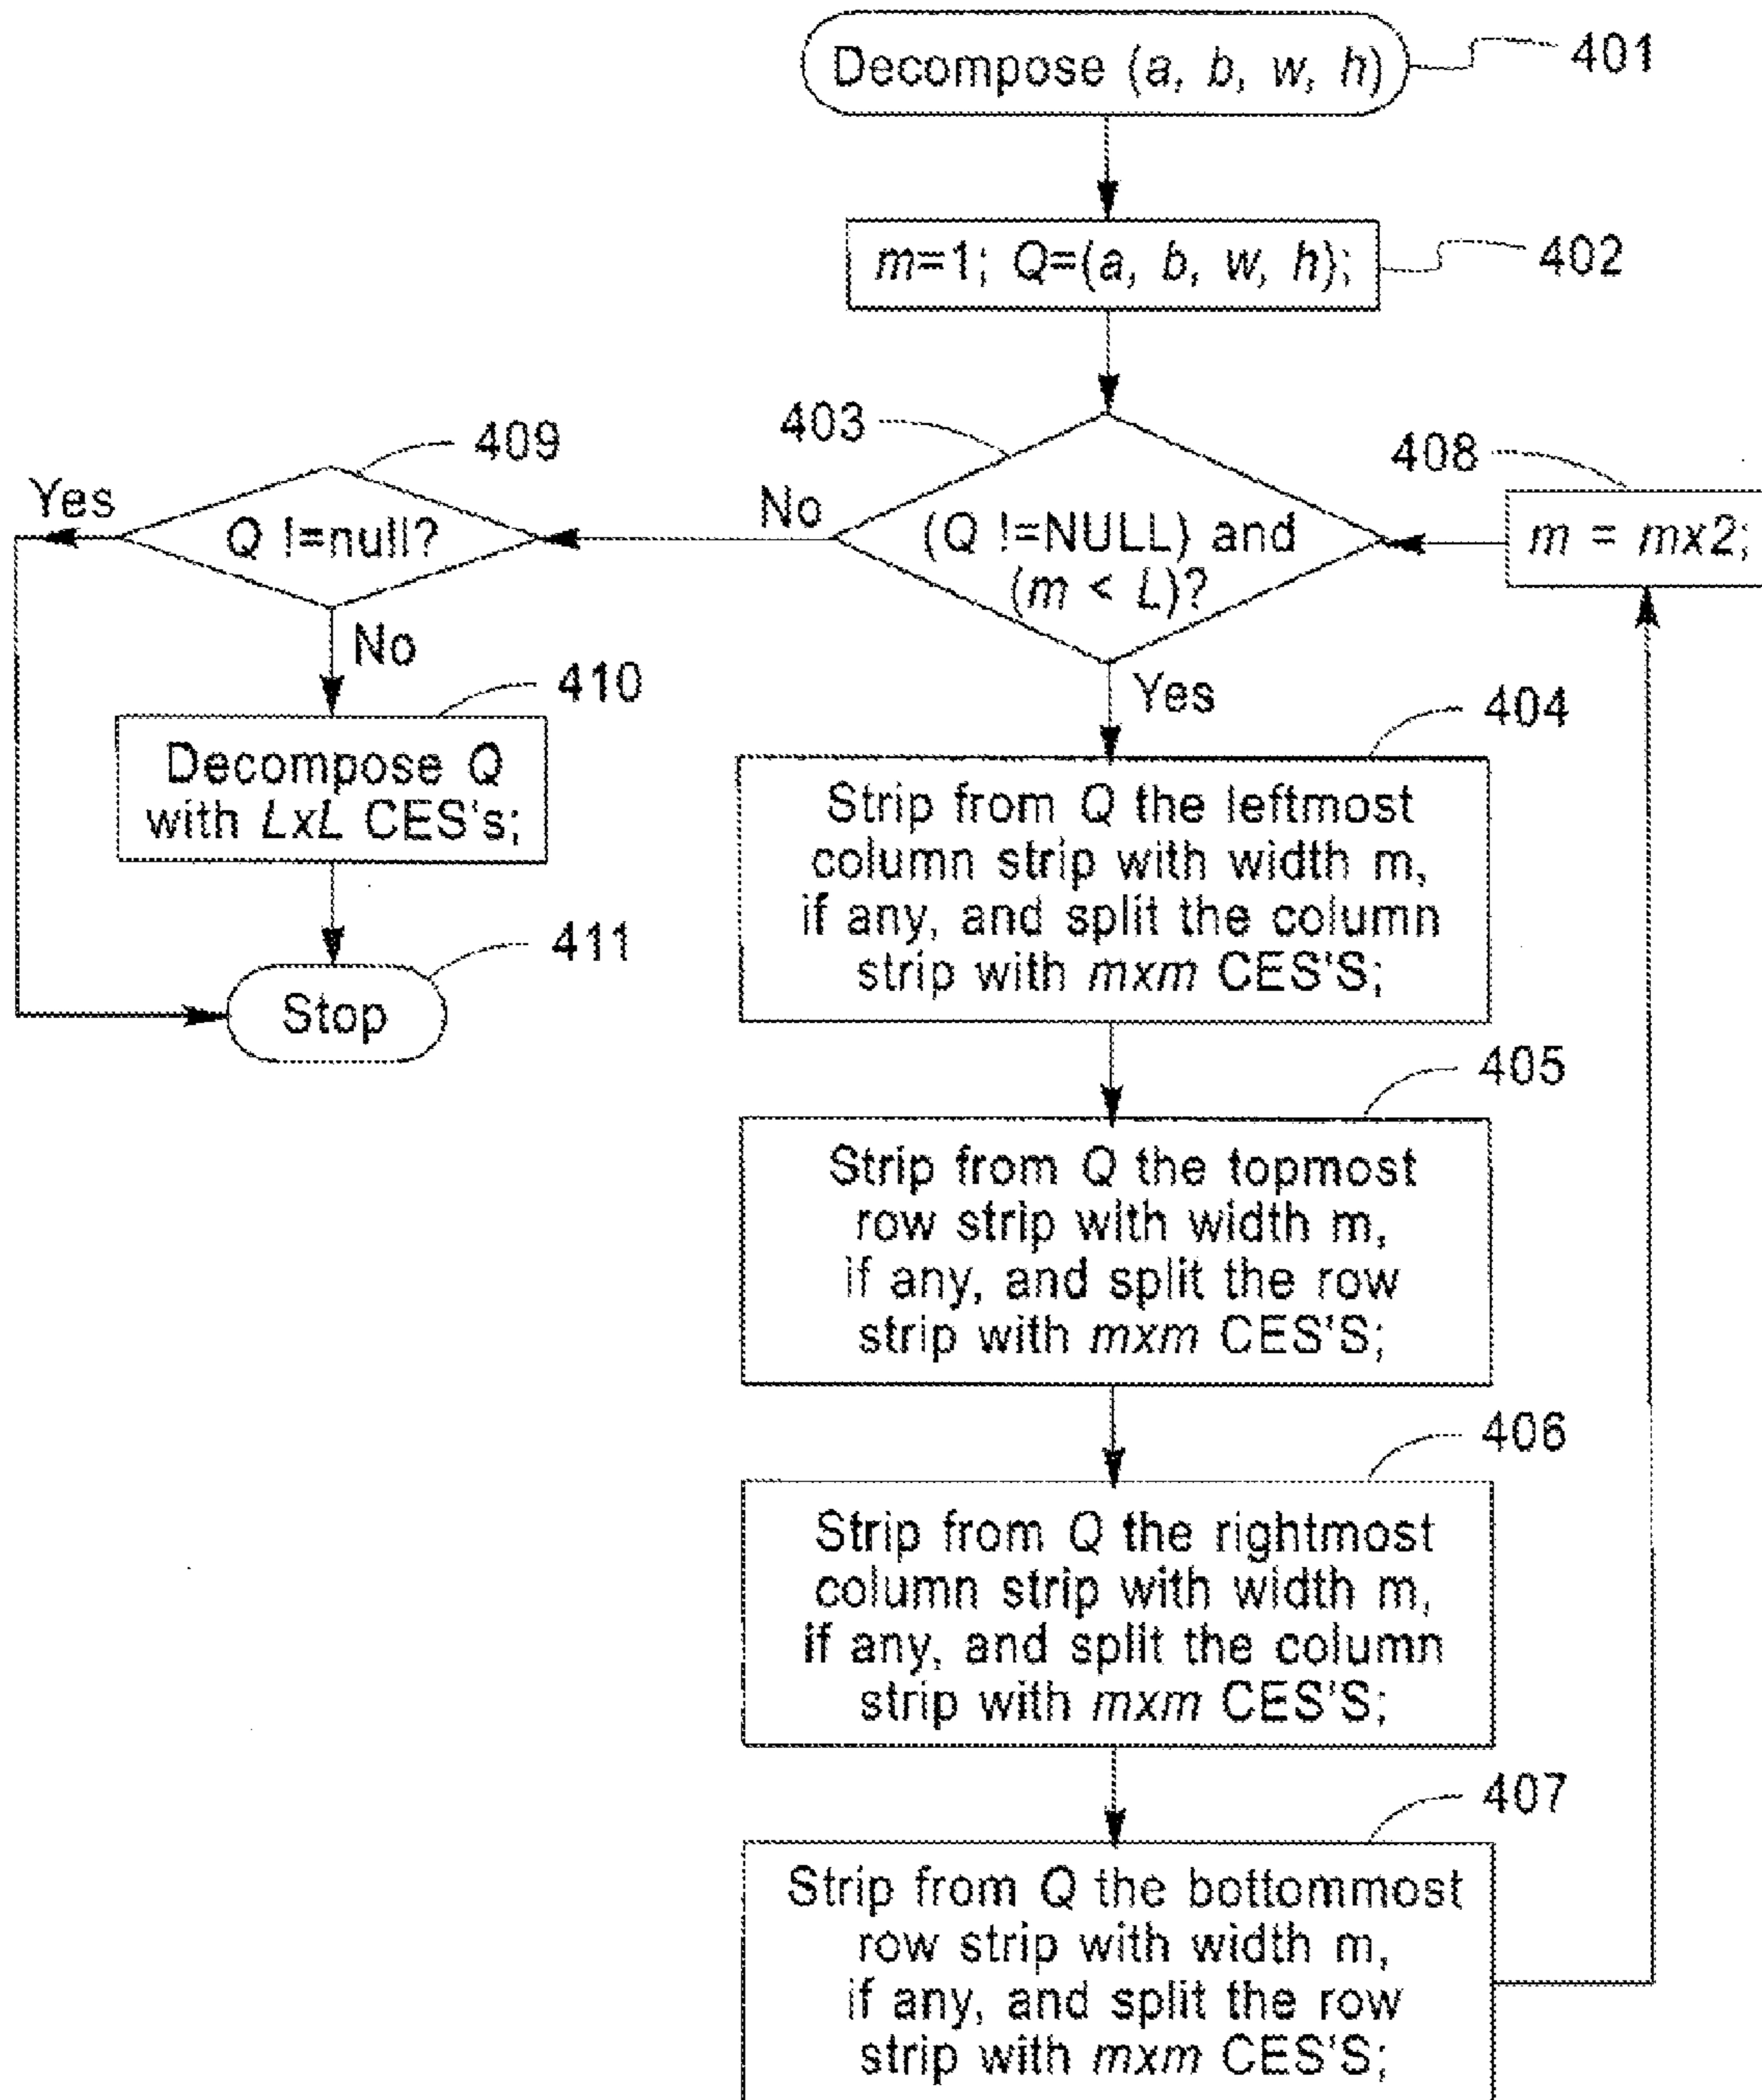 Decompose (a, b, w, h)
401
m=1; Q=(a, b, w, h);
402
403
(Q !=NULL) and
(m < L)?
No
Yes
408
m = mx2;
409
Q !=null?
Yes
No
410
Decompose Q
with LxL CES's;
411
Stop
404
Strip from Q the leftmost
column strip with width m,
if any, and split the column
strip with mxm CES'S;
405
Strip from Q the topmost
row strip with width m,
if any, and split the row
strip with mxm CES'S;
406
Strip from Q the rightmost
column strip with width m,
if any, and split the column
strip with mxm CES'S;
407
Strip from Q the bottommost
row strip with width m,
if any, and split the row
strip with mxm CES'S;